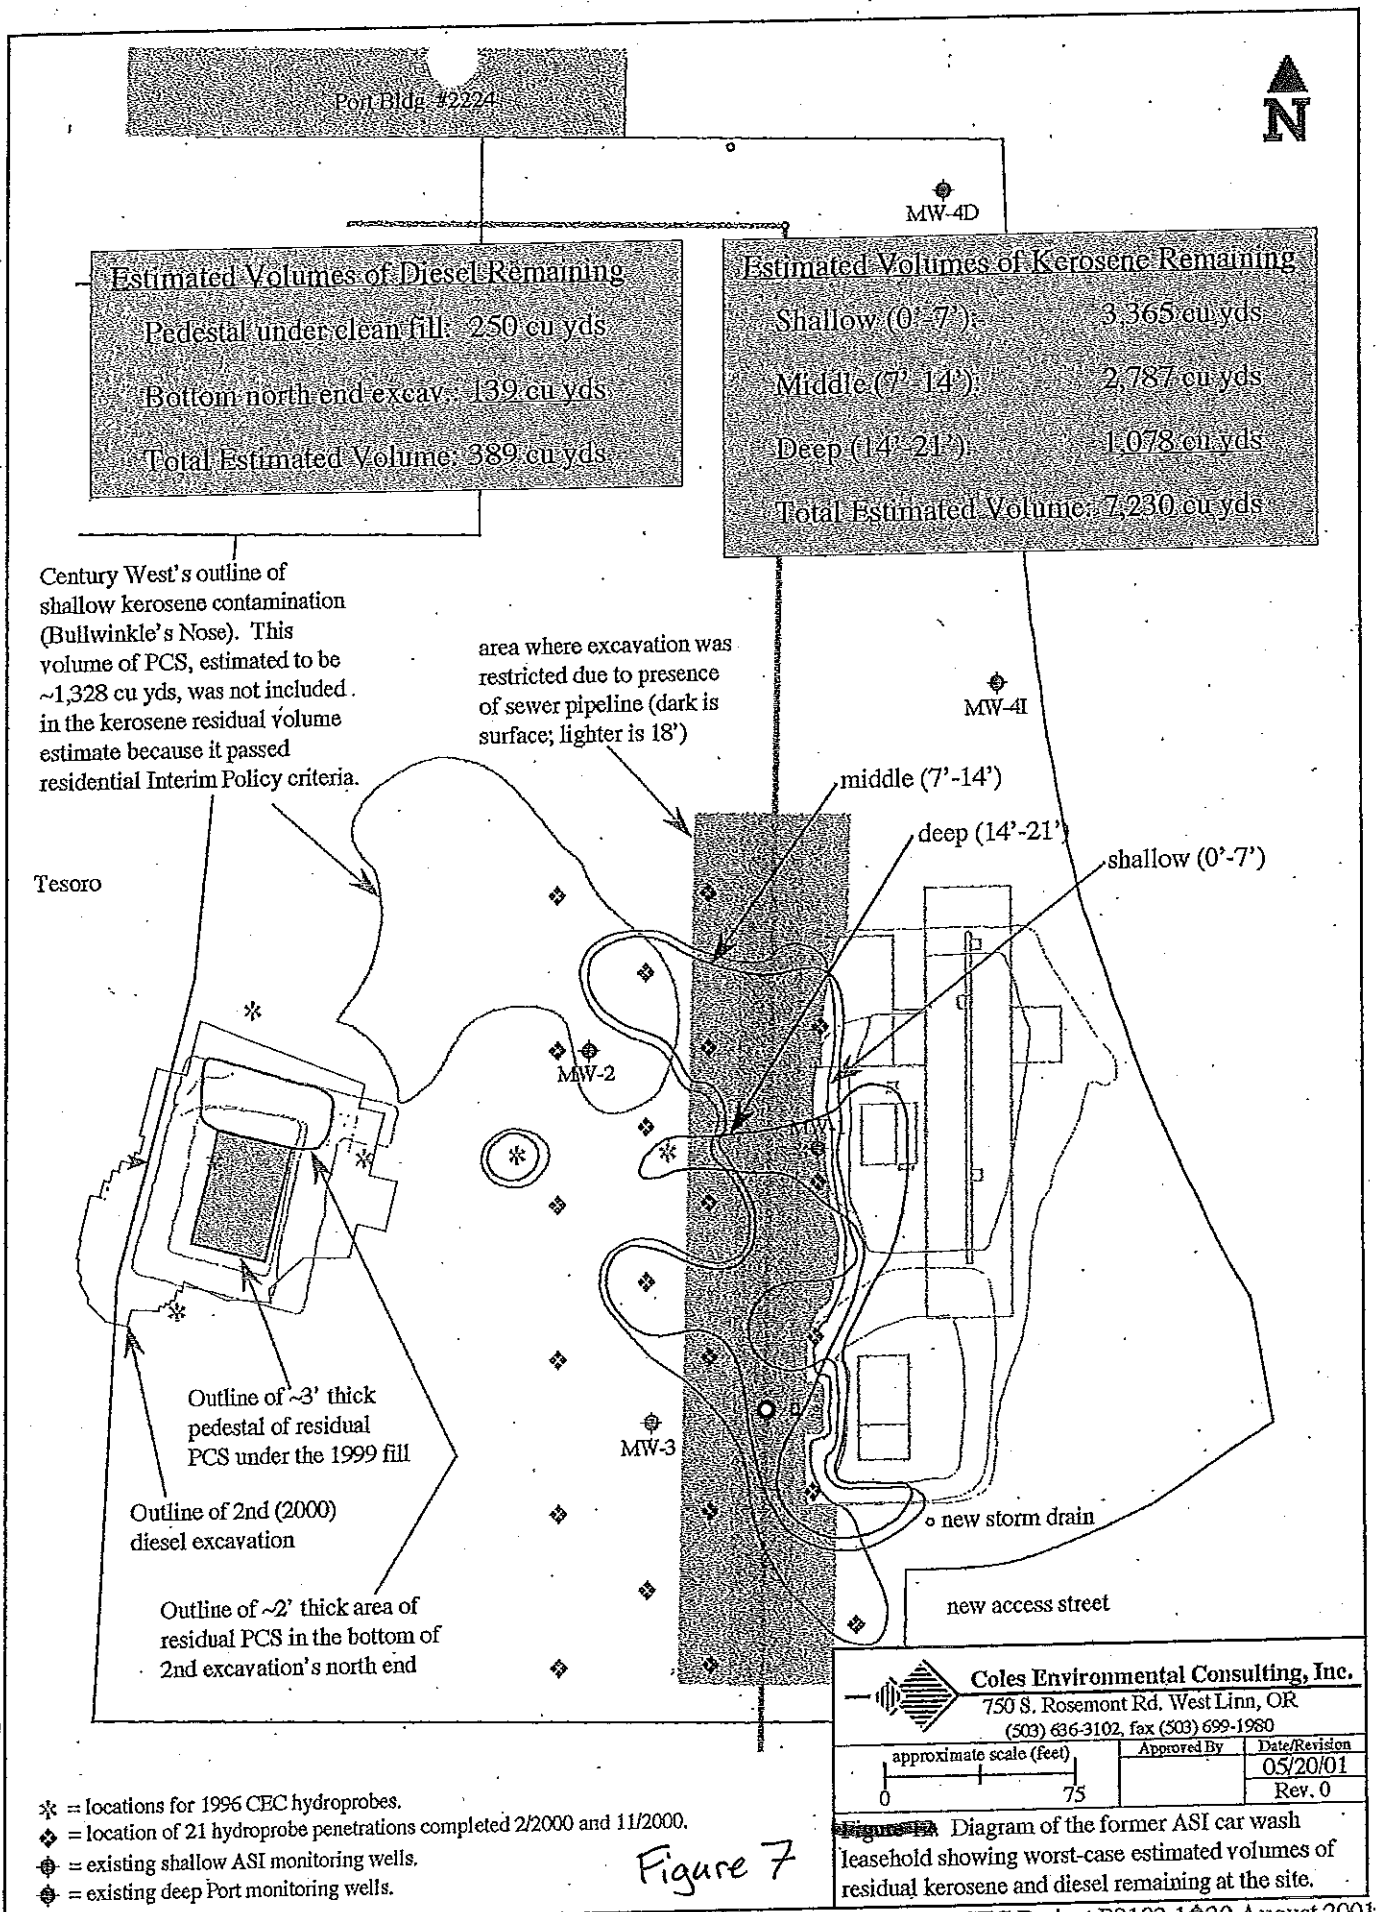 Port Bldg. #2224
N
MW-4D
Estimated Volumes of Diesel Remaining
Pedestal under clean fill: 250 cu yds
Bottom north end excav.: 139 cu yds
Total Estimated Volume: 389 cu yds
Estimated Volumes of Kerosene Remaining
Shallow (0'-7'): 3,365 cu yds
Middle (7'-14'): 2,787 cu yds
Deep (14'-21'): 1,078 cu yds
Total Estimated Volume: 7,230 cu yds
Century West's outline of
shallow kerosene contamination
(Bullwinkle's Nose). This
volume of PCS, estimated to be
~1,328 cu yds, was not included
in the kerosene residual volume
estimate because it passed
residential Interim Policy criteria.
area where excavation was
restricted due to presence
of sewer pipeline (dark is
surface; lighter is 18')
MW-4I
middle (7'-14')
deep (14'-21')
shallow (0'-7')
Tesoro
MW-2
MW-1
Outline of ~3' thick
pedestal of residual
PCS under the 1999 fill
MW-3
Outline of 2nd (2000)
diesel excavation
new storm drain
Outline of ~2' thick area of
residual PCS in the bottom of
2nd excavation's north end
new access street
Coles Environmental Consulting, Inc.
750 S. Rosemont Rd. West Linn, OR
(503) 636-3102, fax (503) 699-1980
approximate scale (feet)
0 75
Approved By
Date/Revision
05/20/01
Rev. 0
= locations for 1996 CEC hydroprobes.
= location of 21 hydroprobe penetrations completed 2/2000 and 11/2000.
= existing shallow ASI monitoring wells.
= existing deep Port monitoring wells.
Figure 7
Diagram of the former ASI car wash
leasehold showing worst-case estimated volumes of
residual kerosene and diesel remaining at the site.
20 August 2001